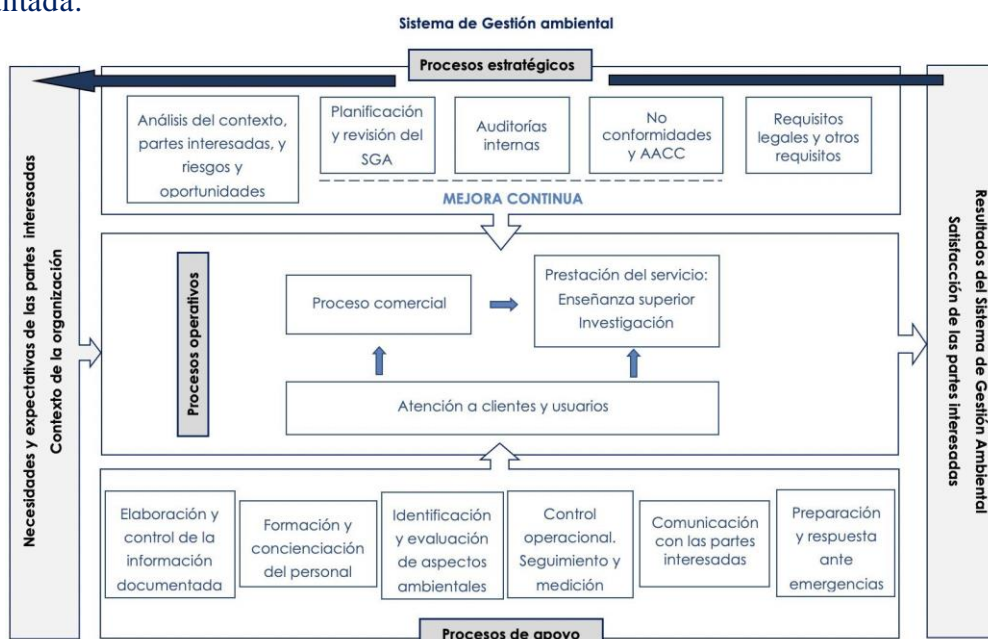 Sistema de Gestión ambiental
Procesos estratégicos
Análisis del contexto,
partes interesadas, y
riesgos y
oportunidades
Planificación
y revisión del
SGA
Auditorías
internas
No
conformidades
y AACC
Requisitos
legales y otros
requisitos
MEJORA CONTINUA
Necesidades y expectativas de las partes interesadas
Contexto de la organización
Procesos operativos
Proceso comercial
Prestación del servicio:
Enseñanza superior
Investigación
Atención a clientes y usuarios
Resultados del Sistema de Gestión Ambiental
Satisfacción de las partes interesadas
Elaboración y
control de la
información
documentada
Formación y
concienciación
del personal
Identificación
y evaluación
de aspectos
ambientales
Control
operacional.
Seguimiento y
medición
Comunicación
con las partes
interesadas
Preparación
y respuesta
ante
emergencias
Procesos de apoyo